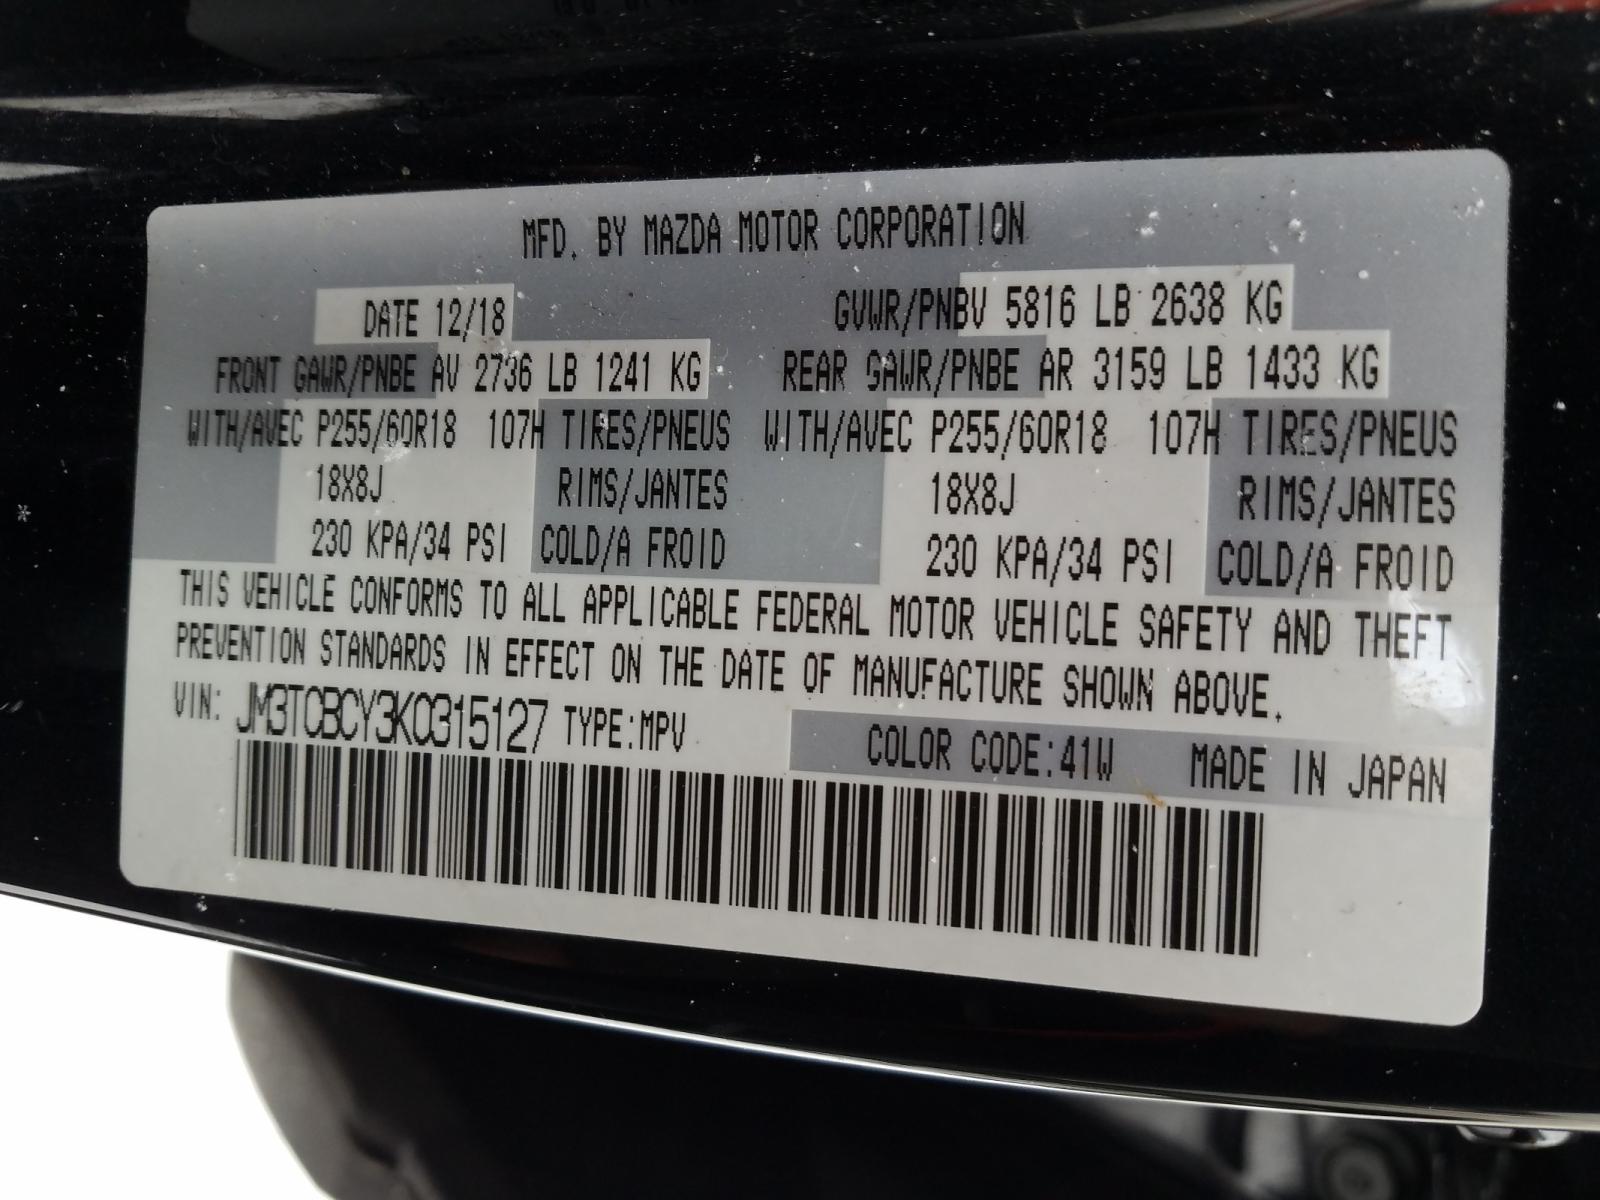 MFD. BY MAZDA MOTOR CORPORATION
DATE 12/18 GVWR/PNBV 5816 LB 2638 KG
FRONT GAWR/PNBE AV 2736 LB 1241 KG REAR GAWR/PNBE AR 3159 LB 1433 KG
WITH/AVEC P255/60R18 107H TIRES/PNEUS WITH/AVEC P255/60R18 107H TIRES/PNEUS
18X8J RIMS/JANTES 18X8J RIMS/JANTES
230 KPA/34 PSI COLD/A FROID 230 KPA/34 PSI COLD/A FROID
THIS VEHICLE CONFORMS TO ALL APPLICABLE FEDERAL MOTOR VEHICLE SAFETY AND THEFT
PREVENTION STANDARDS IN EFFECT ON THE DATE OF MANUFACTURE SHOWN ABOVE.
VIN: JM3TCBCY3K0315127 TYPE:MPV COLOR CODE:41W MADE IN JAPAN